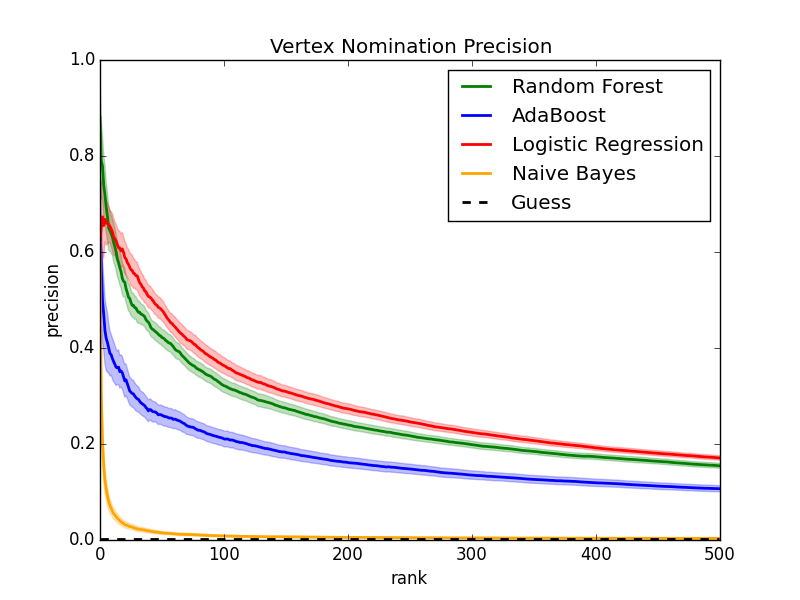 Vertex Nomination Precision
1.0
0.8
0.6
0.4
0.2
0.0
precision
Random Forest
AdaBoost
Logistic Regression
Naive Bayes
Guess
0 100 200 300 400 500
rank